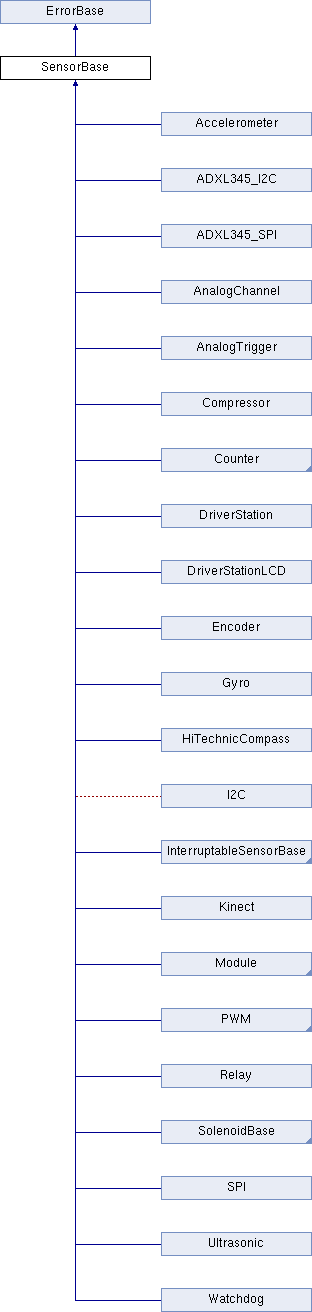 ErrorBase
SensorBase
Accelerometer
ADXL345_I2C
ADXL345_SPI
AnalogChannel
AnalogTrigger
Compressor
Counter
DriverStation
DriverStationLCD
Encoder
Gyro
HiTechnicCompass
I2C
InterruptableSensorBase
Kinect
Module
PWM
Relay
SolenoidBase
SPI
Ultrasonic
Watchdog